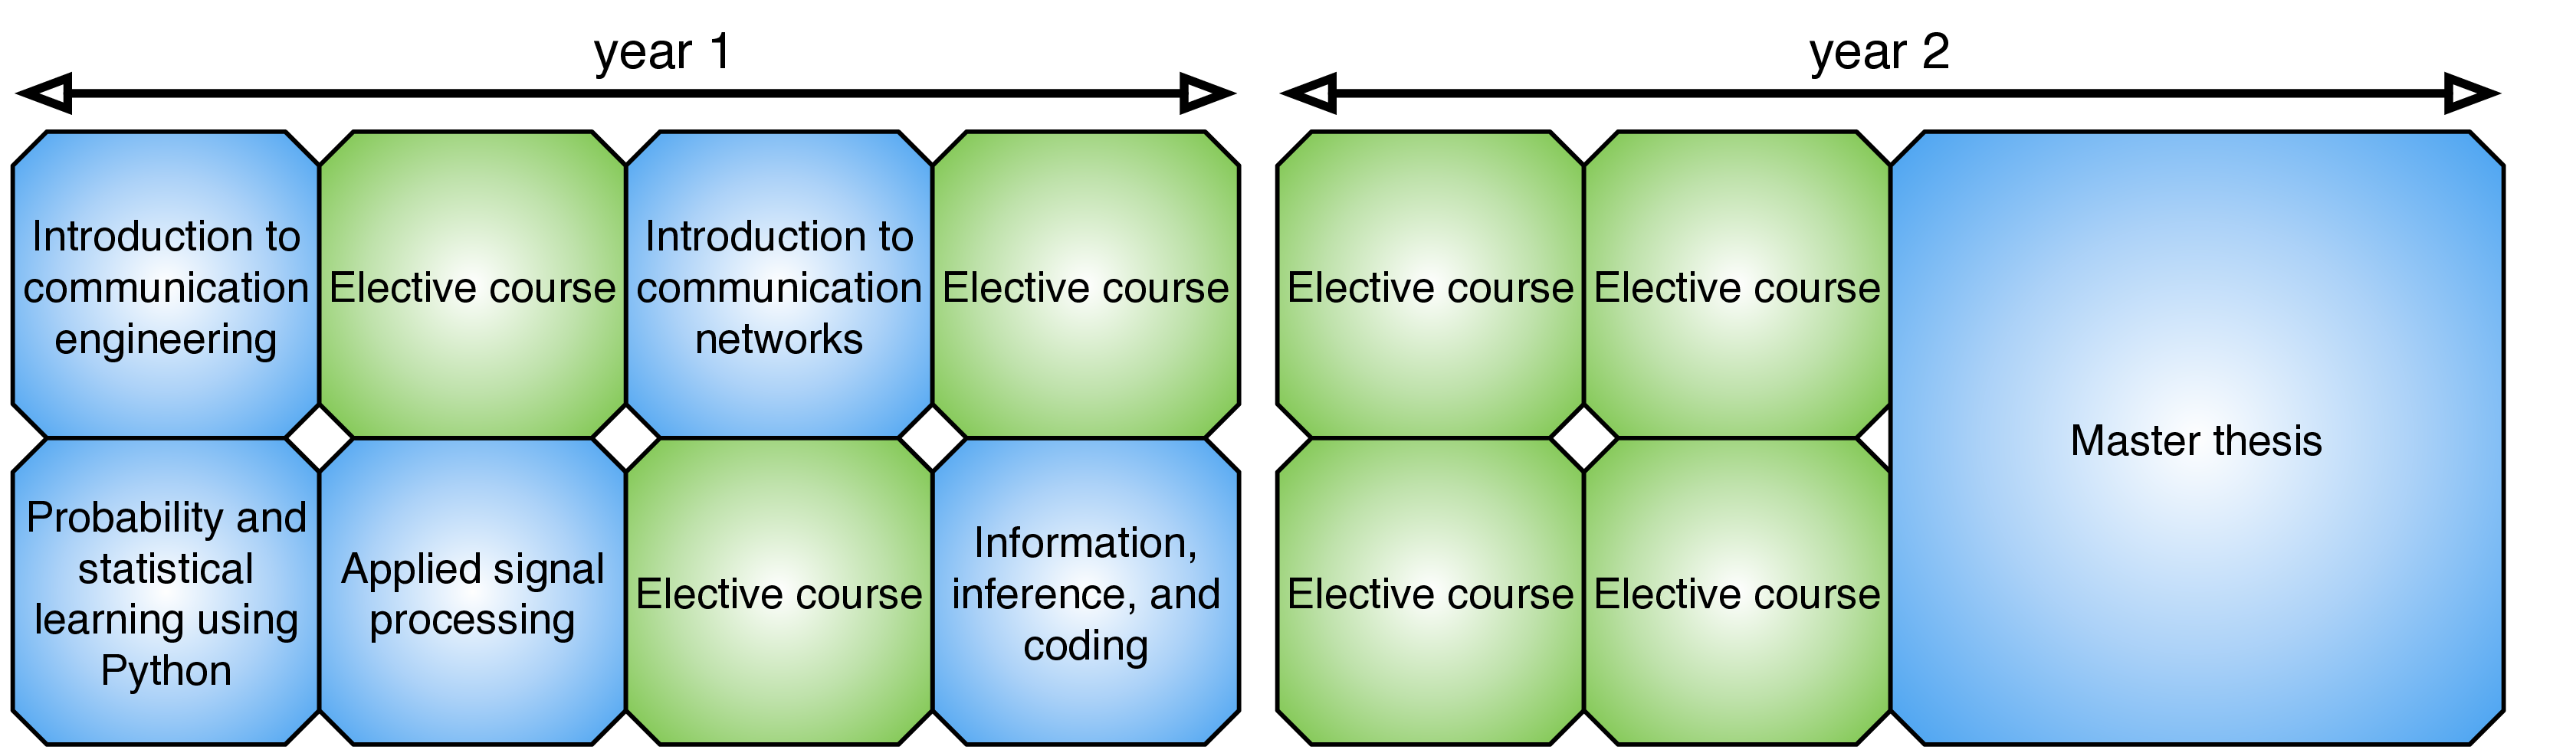 year 1
year 2
Introduction to
communication
engineering
Elective course
Introduction to
communication
networks
Elective course
Elective course
Elective course
Master thesis
Probability and
statistical
learning using
Python
Applied signal
processing
Elective course
Information,
inference, and
coding
Elective course
Elective course